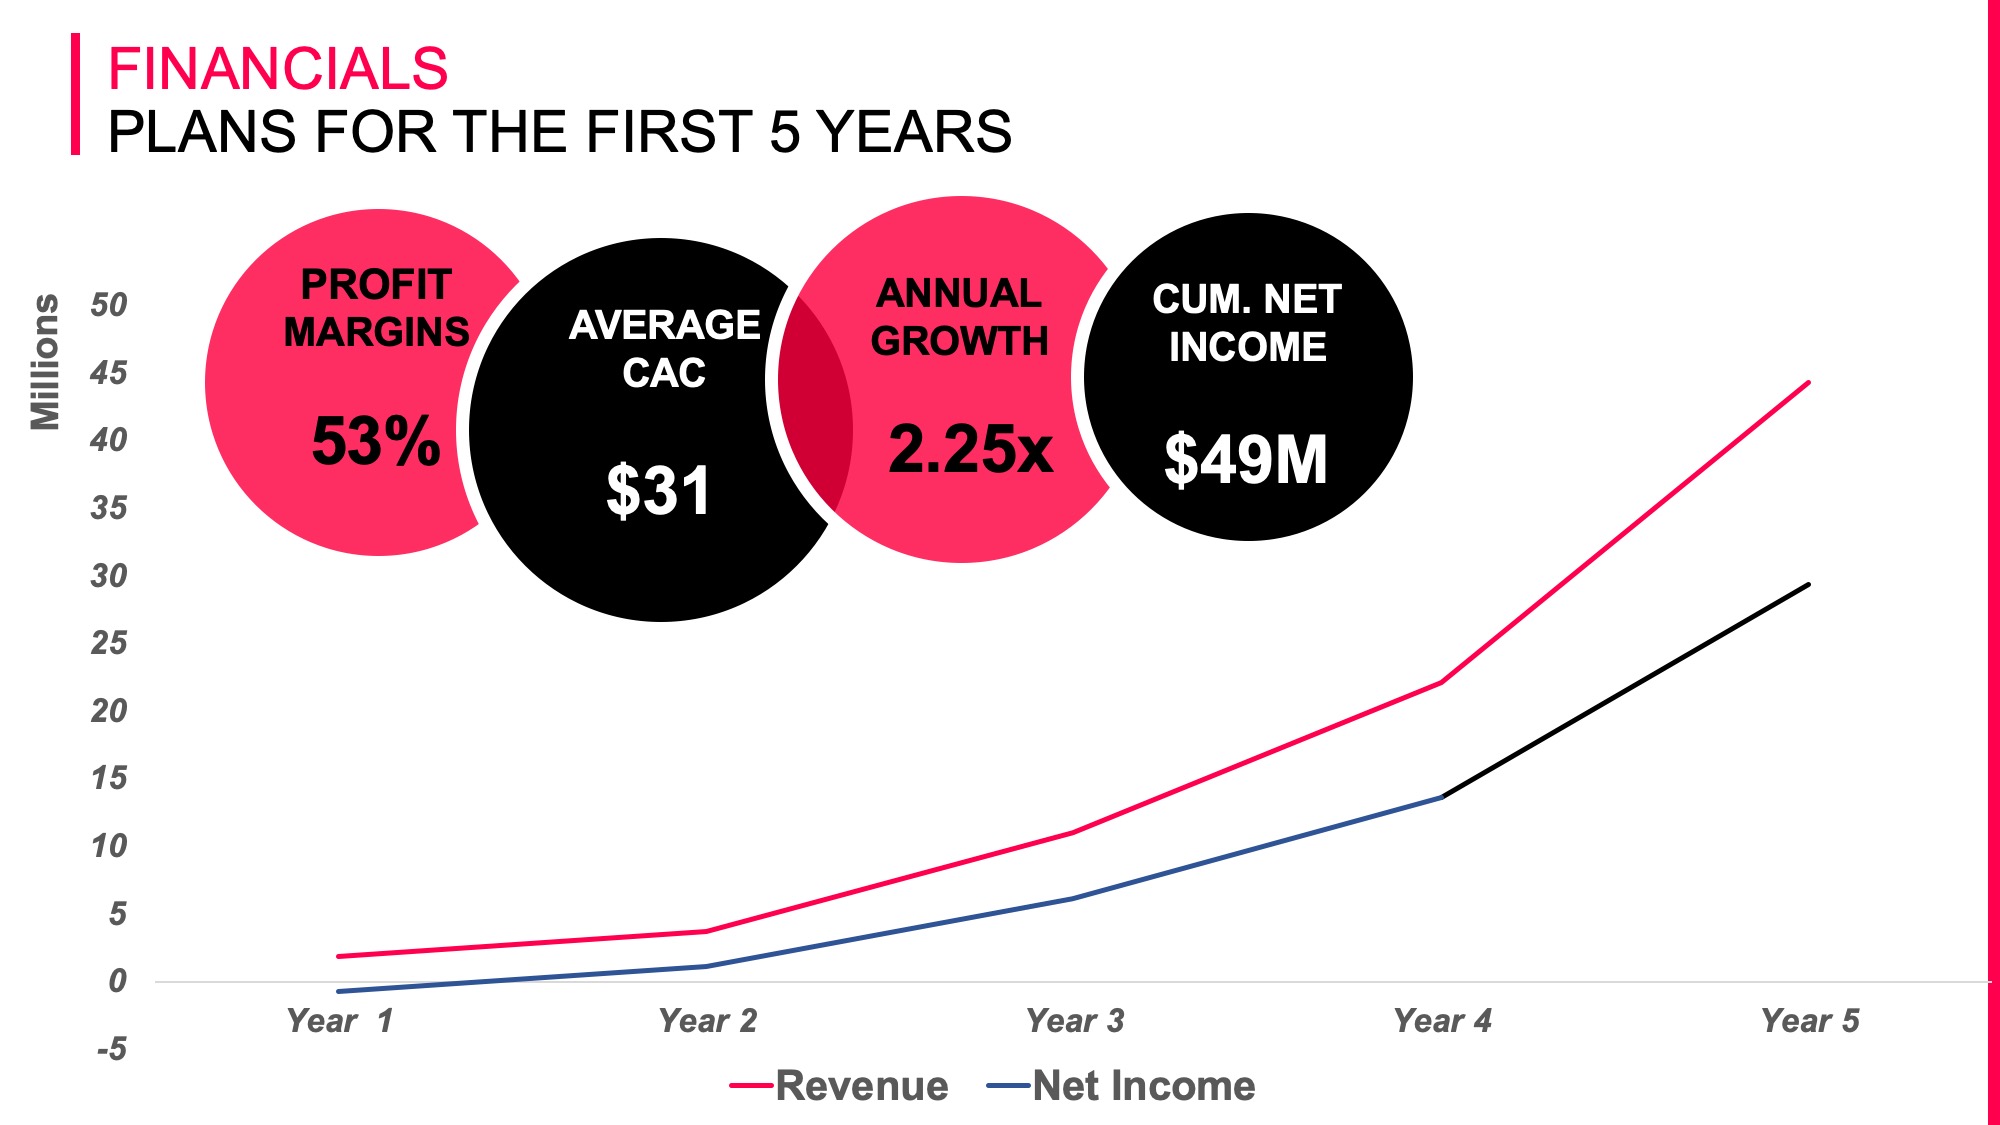 FINANCIALS
PLANS FOR THE FIRST 5 YEARS
PROFIT
MARGINS
53%
AVERAGE
CAC
$31
ANNUAL
GROWTH
2.25x
CUM. NET
INCOME
$49M
Millions
50
45
40
35
30
25
20
15
10
5
0
-5
Year 1
Year 2
Year 3
Year 4
Year 5
Revenue
Net Income